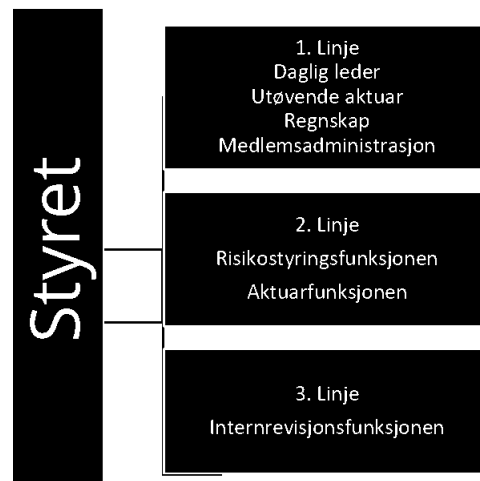 Styret
1. Linje
Daglig leder
Utøvende aktuar
Regnskap
Medlemsadministrasjon
2. Linje
Risikostyringsfunksjonen
Aktuarfunksjonen
3. Linje
Internrevisjonsfunksjonen